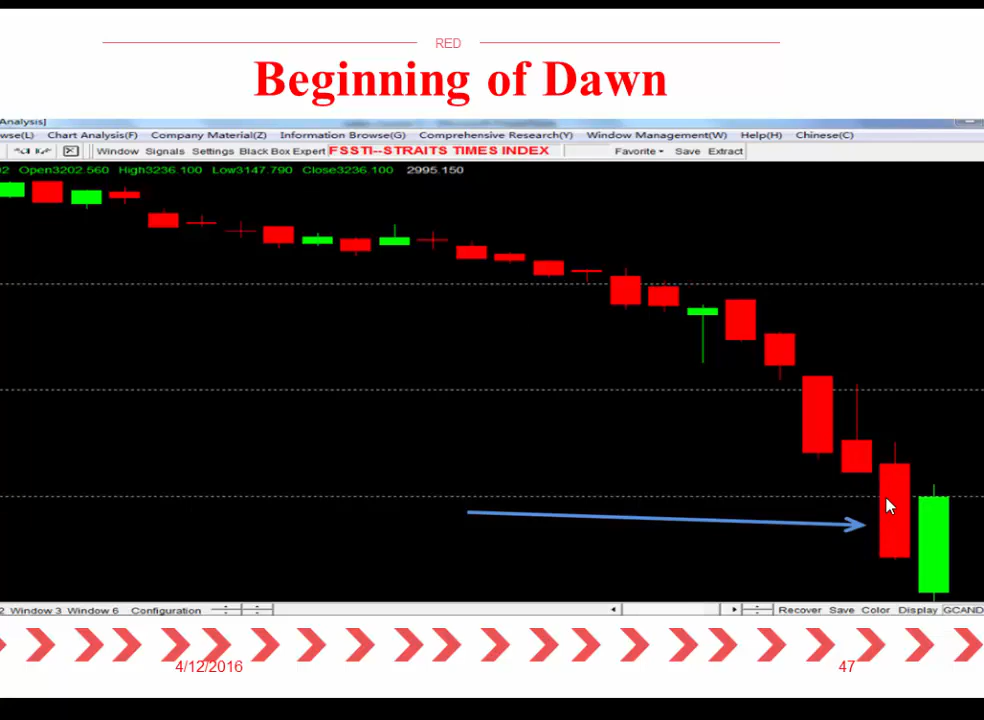 RED
Beginning of Dawn
Analysis]
wse(L) Chart Analysis(F) Company Material(Z) Information Browse(G) Comprehensive Research(Y) Window Management(W) Help(H) Chinese(C)
Window Signals Settings Black Box Expert FSSTI--STRAITS TIMES INDEX Favorite Save Extract
02 Open3202.560 High3236.100 Low3147.790 Close3236.100 2995.150
2 Window 3 Window 6 Configuration Recover Save Color Display GCAND
4/12/2016 47